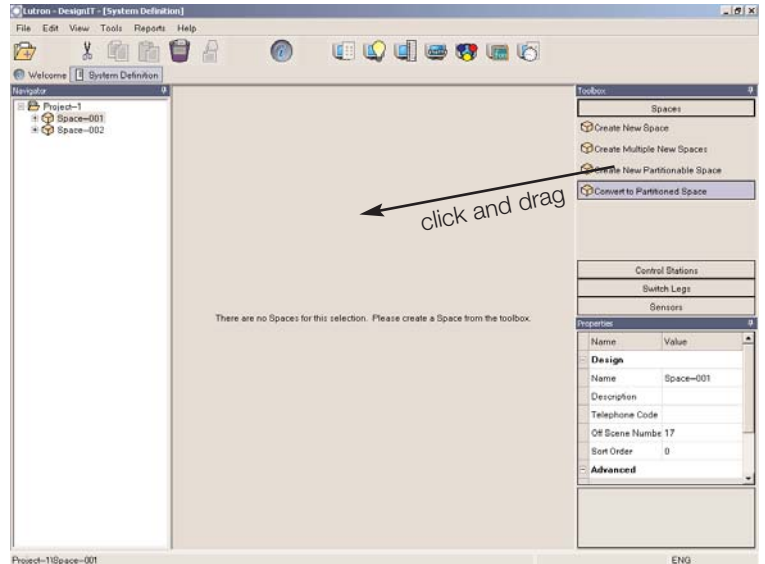 Lutron - DesignIT - [System Definition]
File Edit View Tools Reports Help
Welcome System Definition
Navigator
Project-1
Space-001
Space-002
There are no Spaces for this selection. Please create a Space from the toolbox.
click and drag
Toolbox
Spaces
Create New Space
Create Multiple New Spaces
Create New Partitionable Space
Convert to Partitioned Space
Control Stations
Switch Legs
Sensors
Properties
Name Value
Design
Name Space-001
Description
Telephone Code
Off Scene Numbe 17
Sort Order 0
Advanced
Project-1\Space-001 ENG